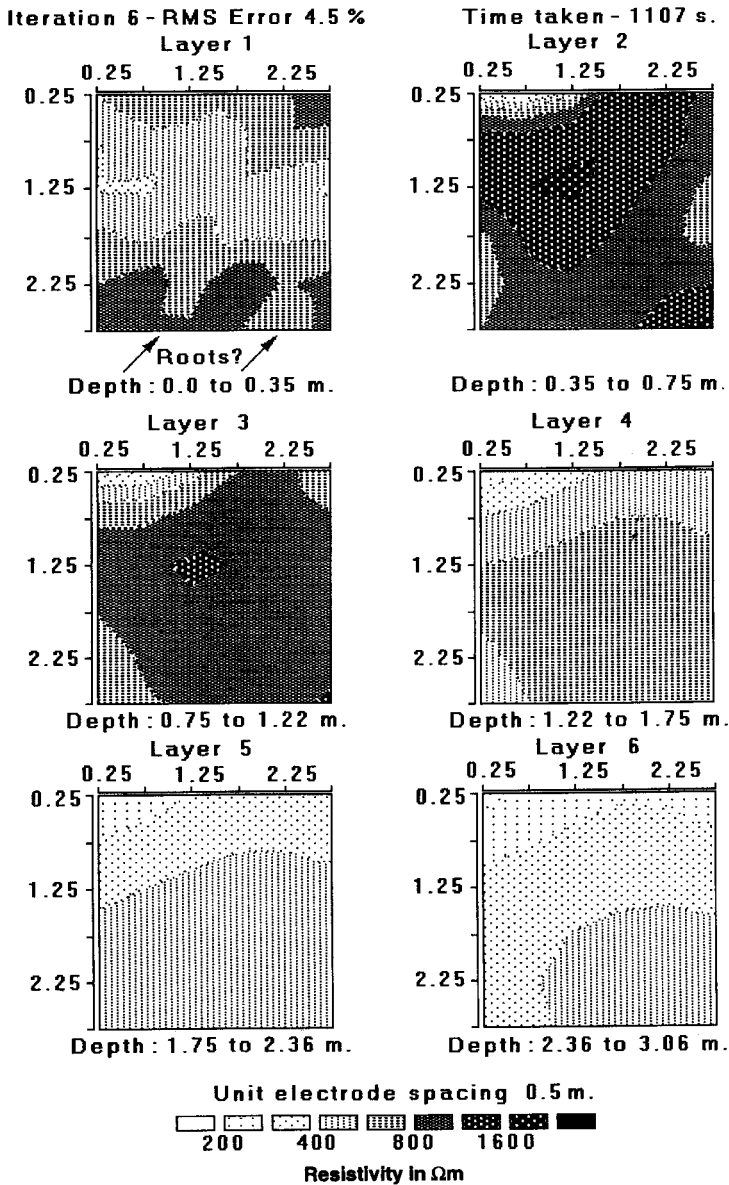 Iteration 6 - RMS Error 4.5 %
Time taken - 1107 s.
Layer 1
0.25 1.25 2.25
0.25
1.25
2.25
Roots?
Depth : 0.0 to 0.35 m.
Layer 2
0.25 1.25 2.25
0.25
1.25
2.25
Depth : 0.35 to 0.75 m.
Layer 3
0.25 1.25 2.25
0.25
1.25
2.25
Depth : 0.75 to 1.22 m.
Layer 4
0.25 1.25 2.25
0.25
1.25
2.25
Depth : 1.22 to 1.75 m.
Layer 5
0.25 1.25 2.25
0.25
1.25
2.25
Depth : 1.75 to 2.36 m.
Layer 6
0.25 1.25 2.25
0.25
1.25
2.25
Depth : 2.36 to 3.06 m.
Unit electrode spacing 0.5 m.
200 400 800 1600
Resistivity in Ωm